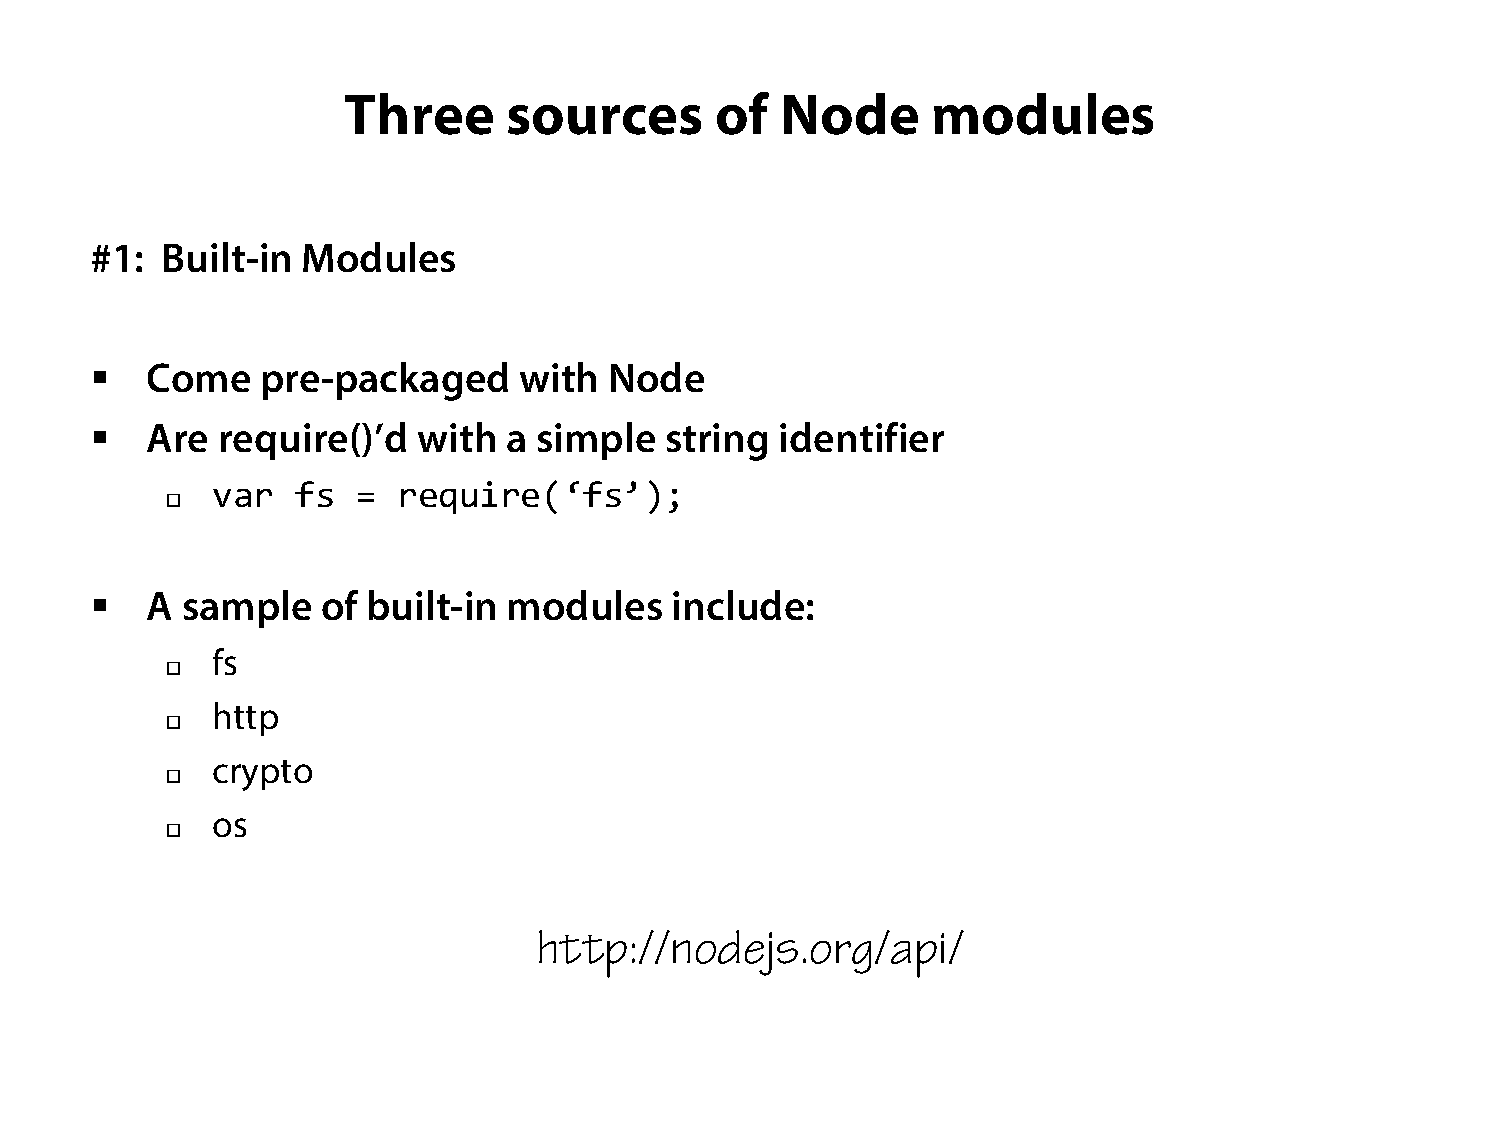 Three sources of Node modules
#1: Built-in Modules
▪ Come pre-packaged with Node
▪ Are require()’d with a simple string identifier
▫ var fs = require(‘fs’);
▪ A sample of built-in modules include:
▫ fs
▫ http
▫ crypto
▫ os
http://nodejs.org/api/